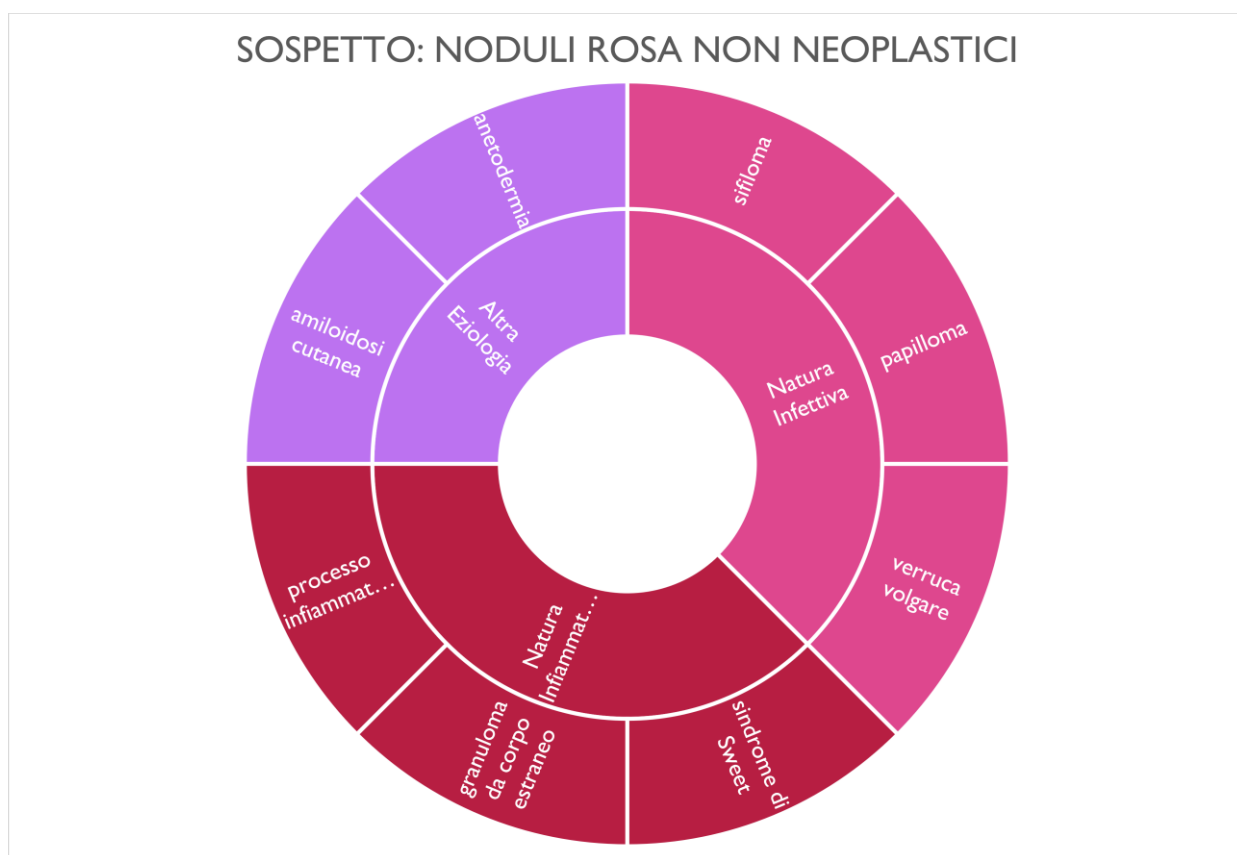 SOSPETTO: NODULI ROSA NON NEOPLASTICI
anetodermia
sifiloma
amiloidosi
cutanea
Altra
Eziologia
Natura
Infettiva
papilloma
processo
infiammat…
Natura
Infiammat…
verruca
volgare
granuloma
da corpo
estraneo
sindrome di
Sweet